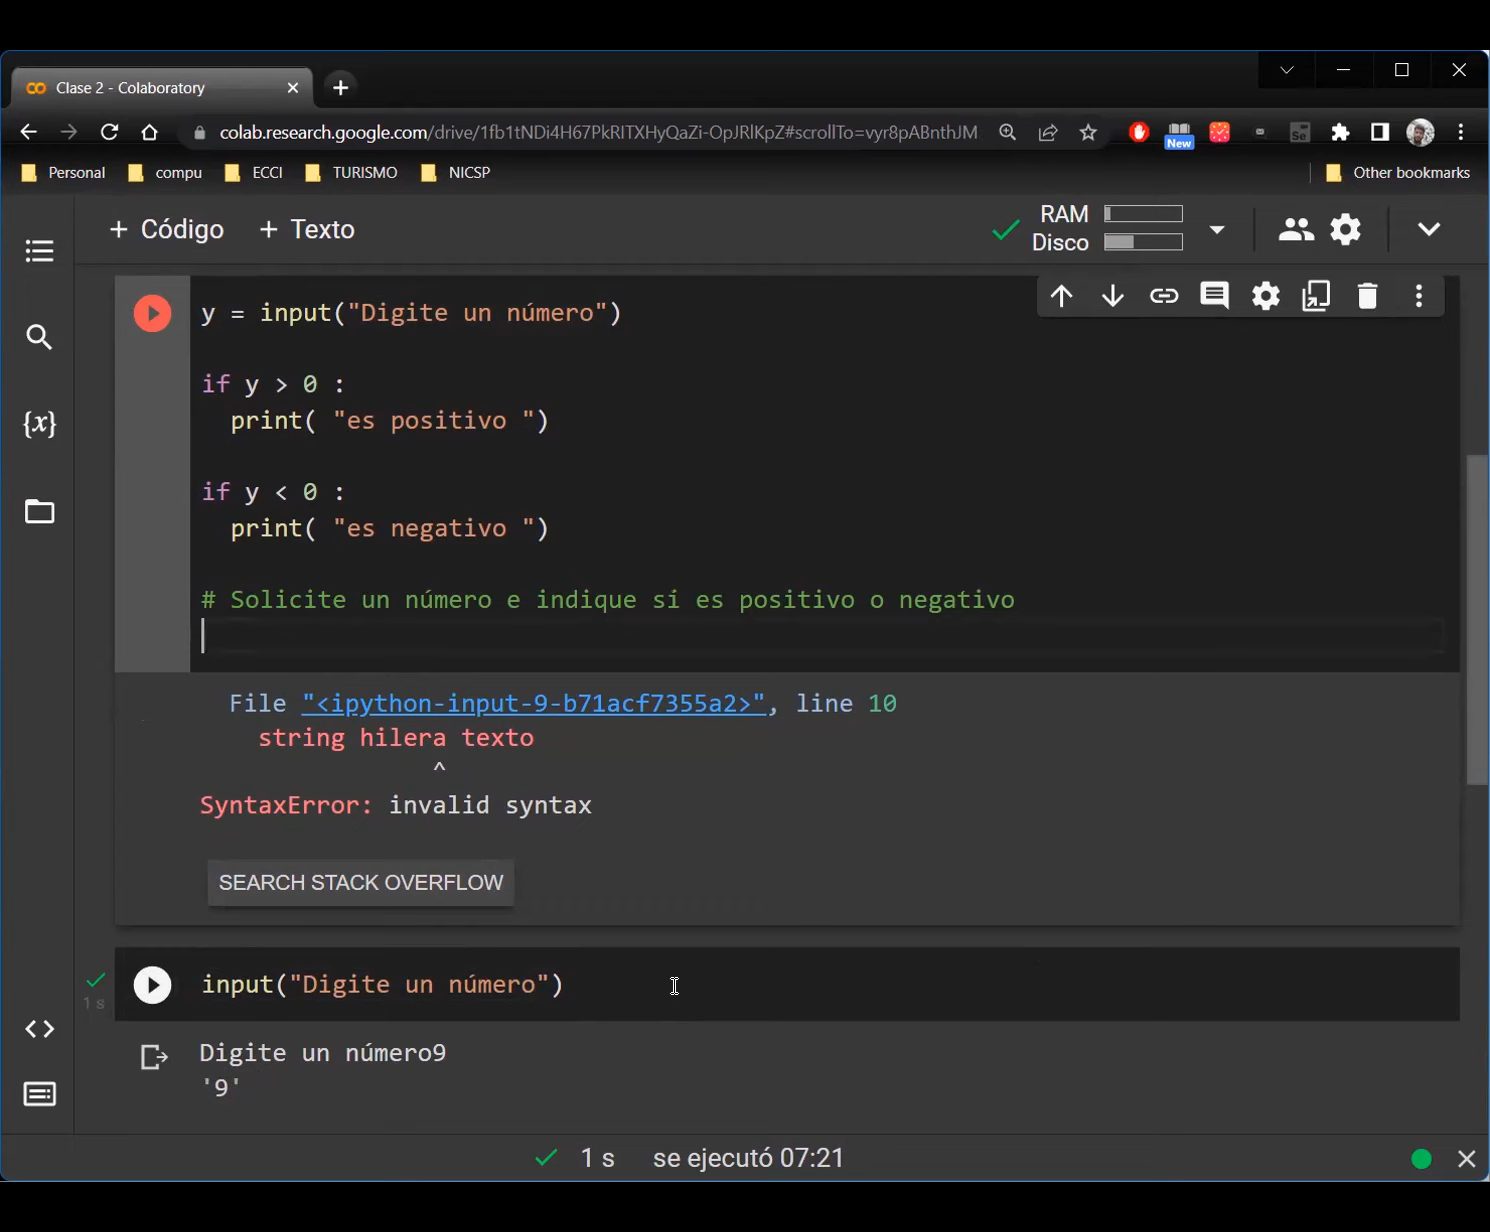 Clase 2 - Colaboratory
colab.research.google.com/drive/1fb1tNDi4H67PkRITXHyQaZi-OpJRlKpZ#scrollTo=vyr8pABnthJM
New
Se
Personal compu ECCI TURISMO NICSP Other bookmarks
+ Código + Texto
RAM
Disco
y = input("Digite un número")
if y > 0 :
print( "es positivo ")
if y < 0 :
print( "es negativo ")
# Solicite un número e indique si es positivo o negativo
{x}
File "<ipython-input-9-b71acf7355a2>", line 10
string hilera texto
^
SyntaxError: invalid syntax
SEARCH STACK OVERFLOW
input("Digite un número")
1 s
Digite un número9
'9'
1 s se ejecutó 07:21